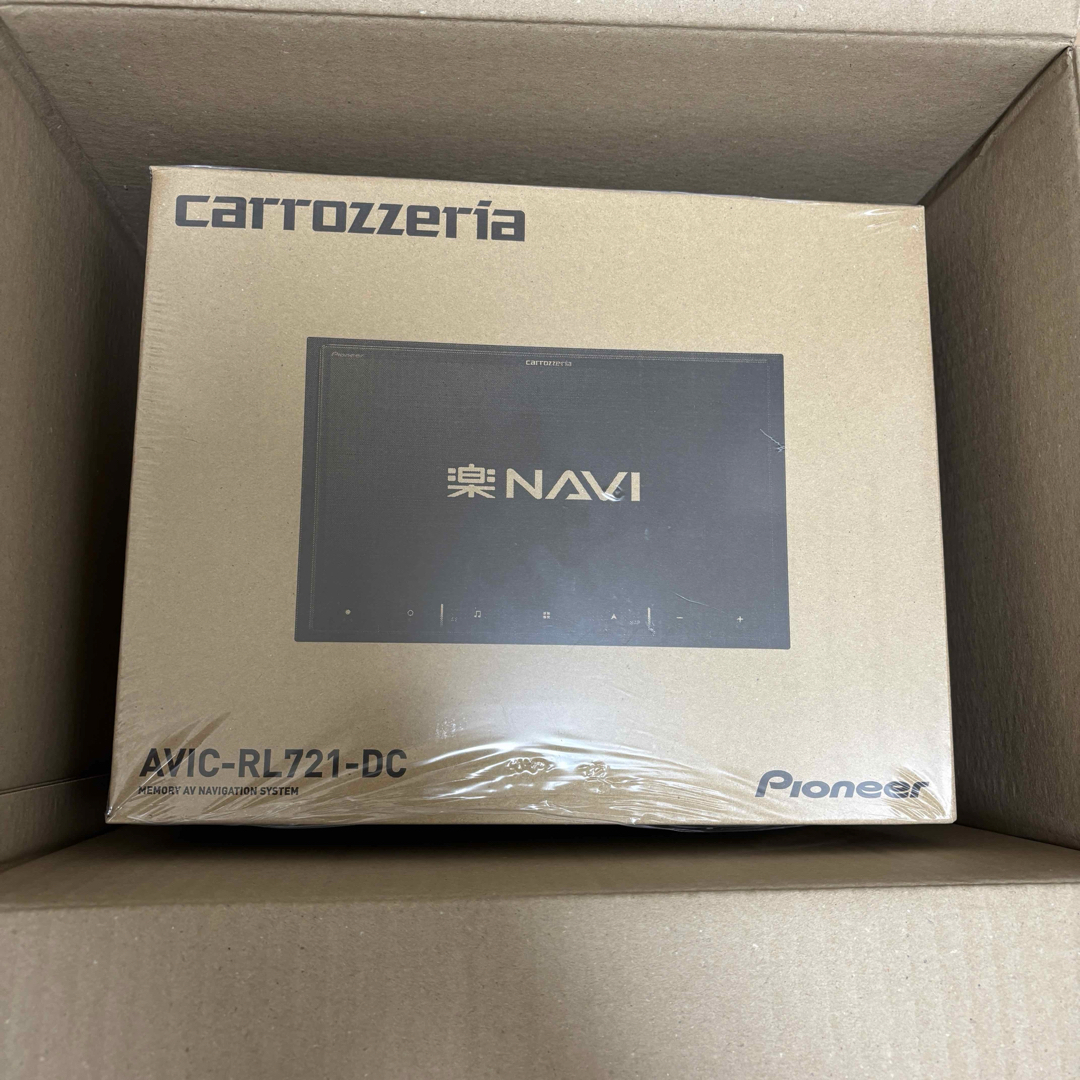 carrozzeria
Pioneer
carrozzeria
楽NAVI
AVIC-RL721-DC
MEMORY AV NAVIGATION SYSTEM
Pioneer